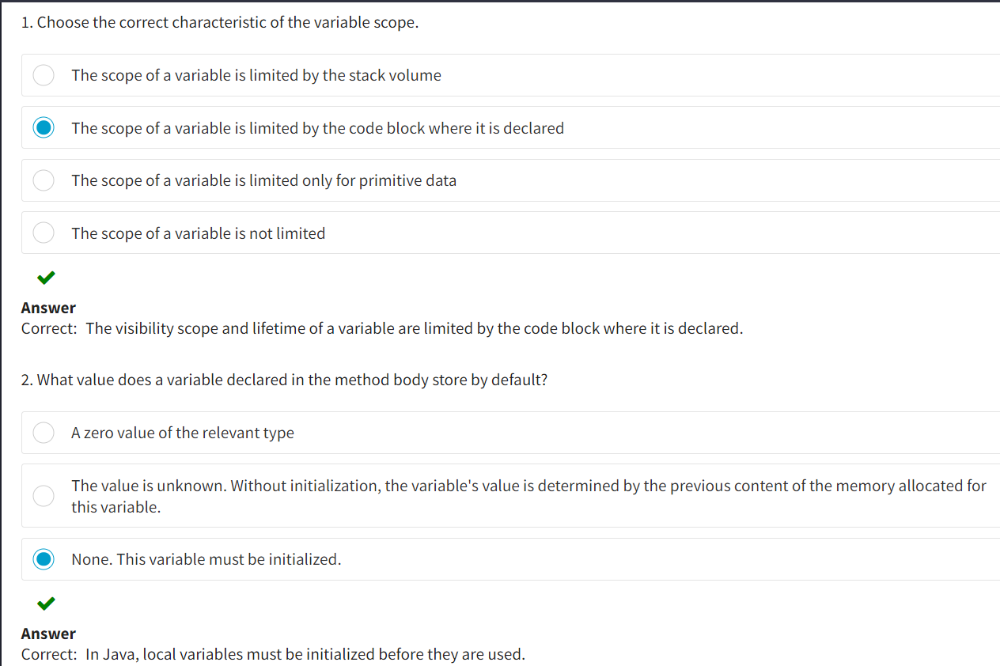 1. Choose the correct characteristic of the variable scope.
The scope of a variable is limited by the stack volume
The scope of a variable is limited by the code block where it is declared
The scope of a variable is limited only for primitive data
The scope of a variable is not limited
Answer
Correct: The visibility scope and lifetime of a variable are limited by the code block where it is declared.
2. What value does a variable declared in the method body store by default?
A zero value of the relevant type
The value is unknown. Without initialization, the variable's value is determined by the previous content of the memory allocated for
this variable.
None. This variable must be initialized.
Answer
Correct: In Java, local variables must be initialized before they are used.